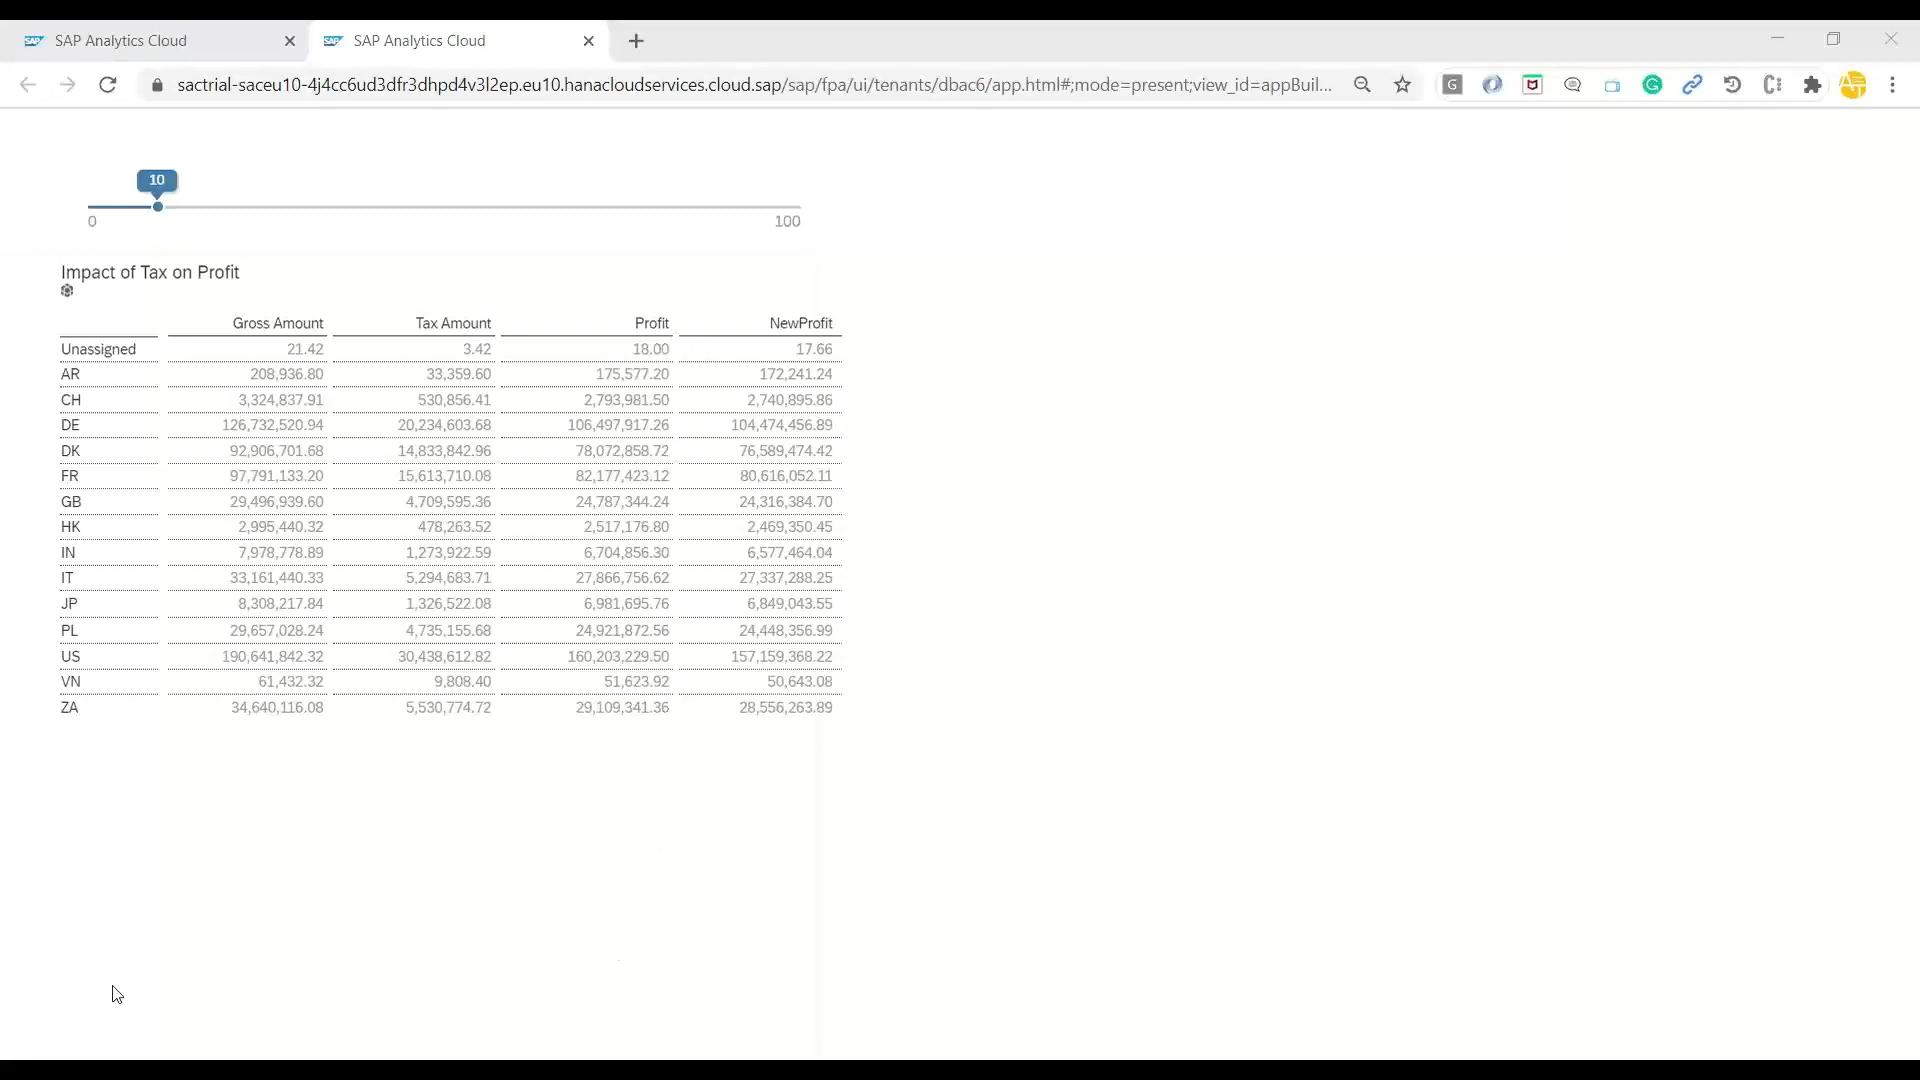 SAP SAP Analytics Cloud SAP SAP Analytics Cloud
sactrial-saceu10-4j4cc6ud3dfr3dhpd4v3l2ep.eu10.hanacloudservices.cloud.sap/sap/fpa/ui/tenants/dbac6/app.html#;mode=present;view_id=appBuil...
10
0 100
Impact of Tax on Profit
Gross Amount Tax Amount Profit NewProfit
Unassigned 21.42 3.42 18.00 17.66
AR 208,936.80 33,359.60 175,577.20 172,241.24
CH 3,324,837.91 530,856.41 2,793,981.50 2,740,895.86
DE 126,732,520.94 20,234,603.68 106,497,917.26 104,474,456.89
DK 92,906,701.68 14,833,842.96 78,072,858.72 76,589,474.42
FR 97,791,133.20 15,613,710.08 82,177,423.12 80,616,052.11
GB 29,496,939.60 4,709,595.36 24,787,344.24 24,316,384.70
HK 2,995,440.32 478,263.52 2,517,176.80 2,469,350.45
IN 7,978,778.89 1,273,922.59 6,704,856.30 6,577,464.04
IT 33,161,440.33 5,294,683.71 27,866,756.62 27,337,288.25
JP 8,308,217.84 1,326,522.08 6,981,695.76 6,849,043.55
PL 29,657,028.24 4,735,155.68 24,921,872.56 24,448,356.99
US 190,641,842.32 30,438,612.82 160,203,229.50 157,159,368.22
VN 61,432.32 9,808.40 51,623.92 50,643.08
ZA 34,640,116.08 5,530,774.72 29,109,341.36 28,556,263.89